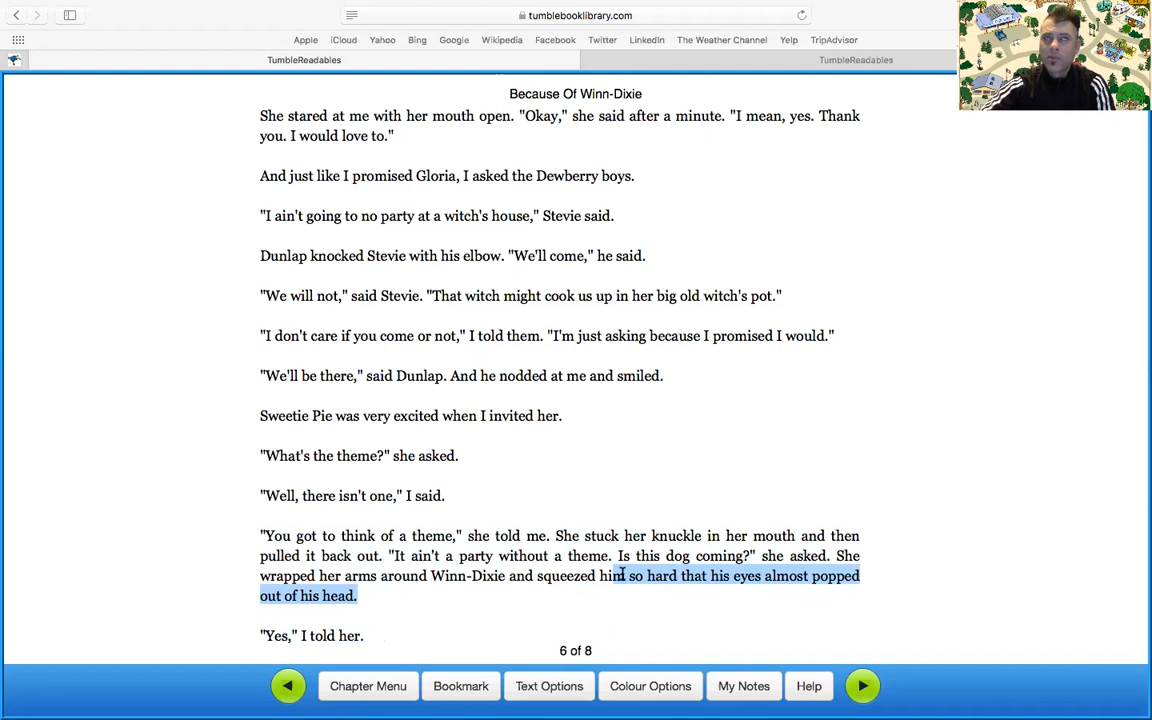 tumblebooklibrary.com
Apple iCloud Yahoo Bing Google Wikipedia Facebook Twitter LinkedIn The Weather Channel Yelp TripAdvisor
TumbleReadables TumbleReadables
Because Of Winn-Dixie
She stared at me with her mouth open. "Okay," she said after a minute. "I mean, yes. Thank
you. I would love to."
And just like I promised Gloria, I asked the Dewberry boys.
"I ain't going to no party at a witch's house," Stevie said.
Dunlap knocked Stevie with his elbow. "We'll come," he said.
"We will not," said Stevie. "That witch might cook us up in her big old witch's pot."
"I don't care if you come or not," I told them. "I'm just asking because I promised I would."
"We'll be there," said Dunlap. And he nodded at me and smiled.
Sweetie Pie was very excited when I invited her.
"What's the theme?" she asked.
"Well, there isn't one," I said.
"You got to think of a theme," she told me. She stuck her knuckle in her mouth and then
pulled it back out. "It ain't a party without a theme. Is this dog coming?" she asked. She
wrapped her arms around Winn-Dixie and squeezed him so hard that his eyes almost popped
out of his head.
"Yes," I told her.
6 of 8
Chapter Menu Bookmark Text Options Colour Options My Notes Help